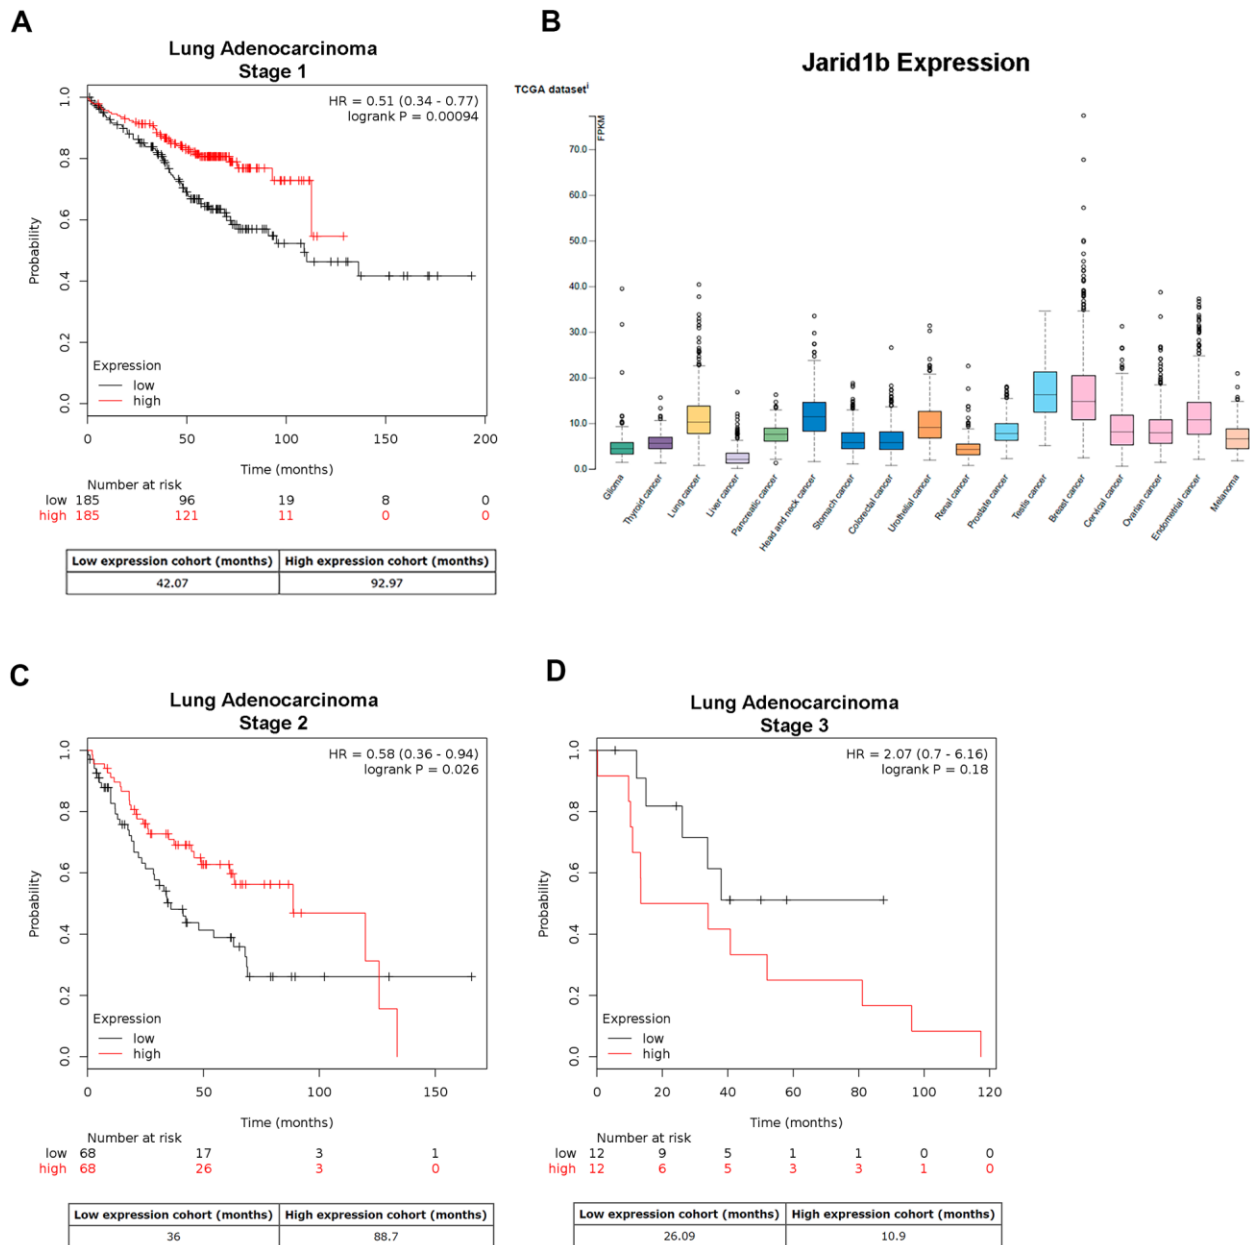 A
Lung Adenocarcinoma
Stage 1
HR = 0.51 (0.34 - 0.77)
logrank P = 0.00094
Probability
1.0
0.8
0.6
0.4
0.2
0.0
Expression
low
high
0 50 100 150 200
Time (months)
Number at risk
low 185 96 19 8 0
high 185 121 11 0 0
Low expression cohort (months) High expression cohort (months)
42.07 92.97
B
Jarid1b Expression
TCGA datasetⁱ
FPKM
70.0
60.0
50.0
40.0
30.0
20.0
10.0
0.0
Glioma
Thyroid cancer
Lung cancer
Liver cancer
Pancreatic cancer
Head and neck cancer
Stomach cancer
Colorectal cancer
Urothelial cancer
Renal cancer
Prostate cancer
Testis cancer
Breast cancer
Cervical cancer
Ovarian cancer
Endometrial cancer
Melanoma
C
Lung Adenocarcinoma
Stage 2
HR = 0.58 (0.36 - 0.94)
logrank P = 0.026
Probability
1.0
0.8
0.6
0.4
0.2
0.0
Expression
low
high
0 50 100 150
Time (months)
Number at risk
low 68 17 3 1
high 68 26 3 0
Low expression cohort (months) High expression cohort (months)
36 88.7
D
Lung Adenocarcinoma
Stage 3
HR = 2.07 (0.7 - 6.16)
logrank P = 0.18
Probability
1.0
0.8
0.6
0.4
0.2
0.0
Expression
low
high
0 20 40 60 80 100 120
Time (months)
Number at risk
low 12 9 5 1 1 0 0
high 12 6 5 3 3 1 0
Low expression cohort (months) High expression cohort (months)
26.09 10.9